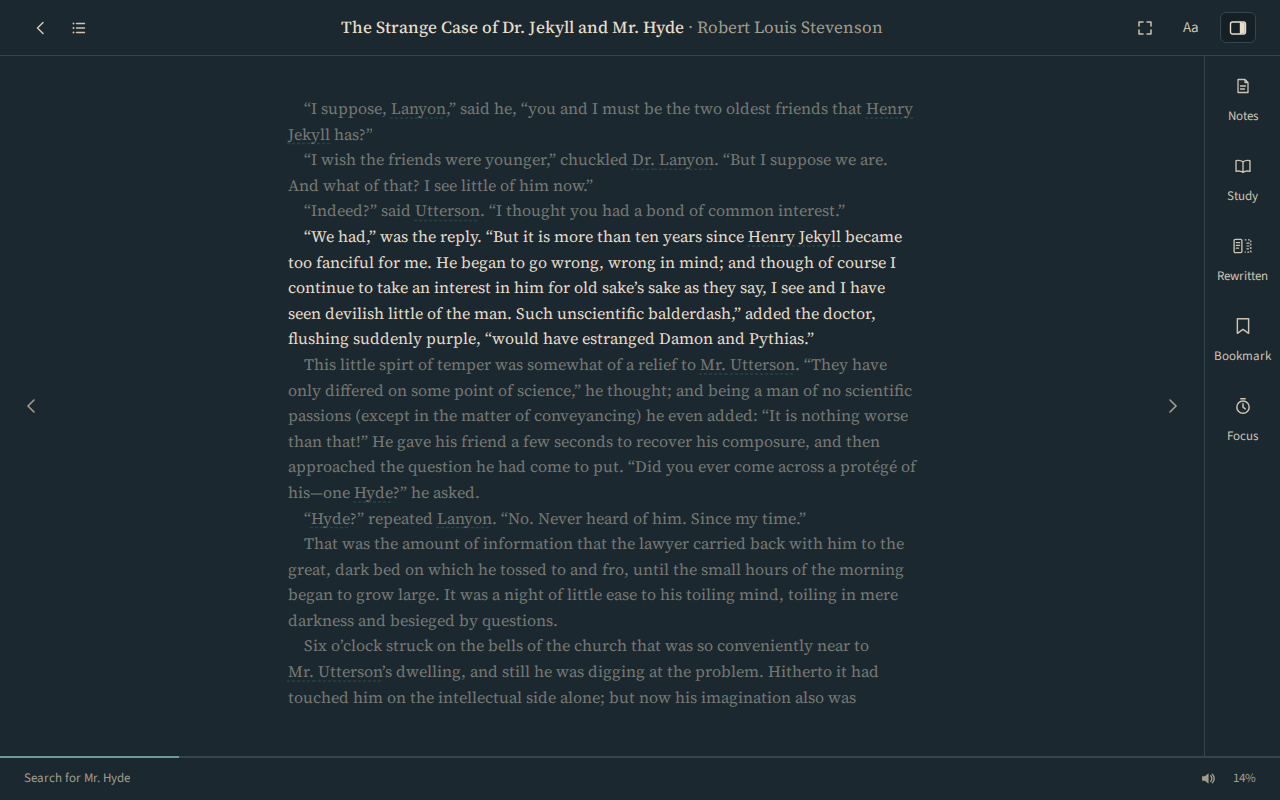 The Strange Case of Dr. Jekyll and Mr. Hyde · Robert Louis Stevenson
Aa
“I suppose, Lanyon,” said he, “you and I must be the two oldest friends that Henry
Jekyll has?”
“I wish the friends were younger,” chuckled Dr. Lanyon. “But I suppose we are.
And what of that? I see little of him now.”
“Indeed?” said Utterson. “I thought you had a bond of common interest.”
“We had,” was the reply. “But it is more than ten years since Henry Jekyll became
too fanciful for me. He began to go wrong, wrong in mind; and though of course I
continue to take an interest in him for old sake’s sake as they say, I see and I have
seen devilish little of the man. Such unscientific balderdash,” added the doctor,
flushing suddenly purple, “would have estranged Damon and Pythias.”
This little spirt of temper was somewhat of a relief to Mr. Utterson. “They have
only differed on some point of science,” he thought; and being a man of no scientific
passions (except in the matter of conveyancing) he even added: “It is nothing worse
than that!” He gave his friend a few seconds to recover his composure, and then
approached the question he had come to put. “Did you ever come across a protégé of
his—one Hyde?” he asked.
“Hyde?” repeated Lanyon. “No. Never heard of him. Since my time.”
That was the amount of information that the lawyer carried back with him to the
great, dark bed on which he tossed to and fro, until the small hours of the morning
began to grow large. It was a night of little ease to his toiling mind, toiling in mere
darkness and besieged by questions.
Six o’clock struck on the bells of the church that was so conveniently near to
Mr. Utterson’s dwelling, and still he was digging at the problem. Hitherto it had
touched him on the intellectual side alone; but now his imagination also was
Notes
Study
Rewritten
Bookmark
Focus
Search for Mr. Hyde
14%